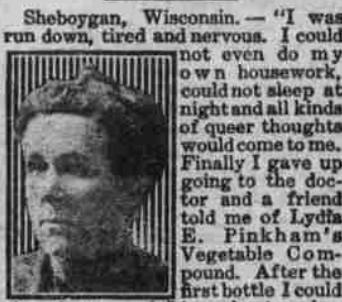 Sheboygan, Wisconsin. — "I was
run down, tired and nervous. I could
not even do my
own housework,
could not sleep at
night and all kinds
of queer thoughts
would come to me.
Finally I gave up
going to the doc-
tor and a friend
told me of Lydia
E. Pinkham's
Vegetable Com-
pound. After the
first bottle I could